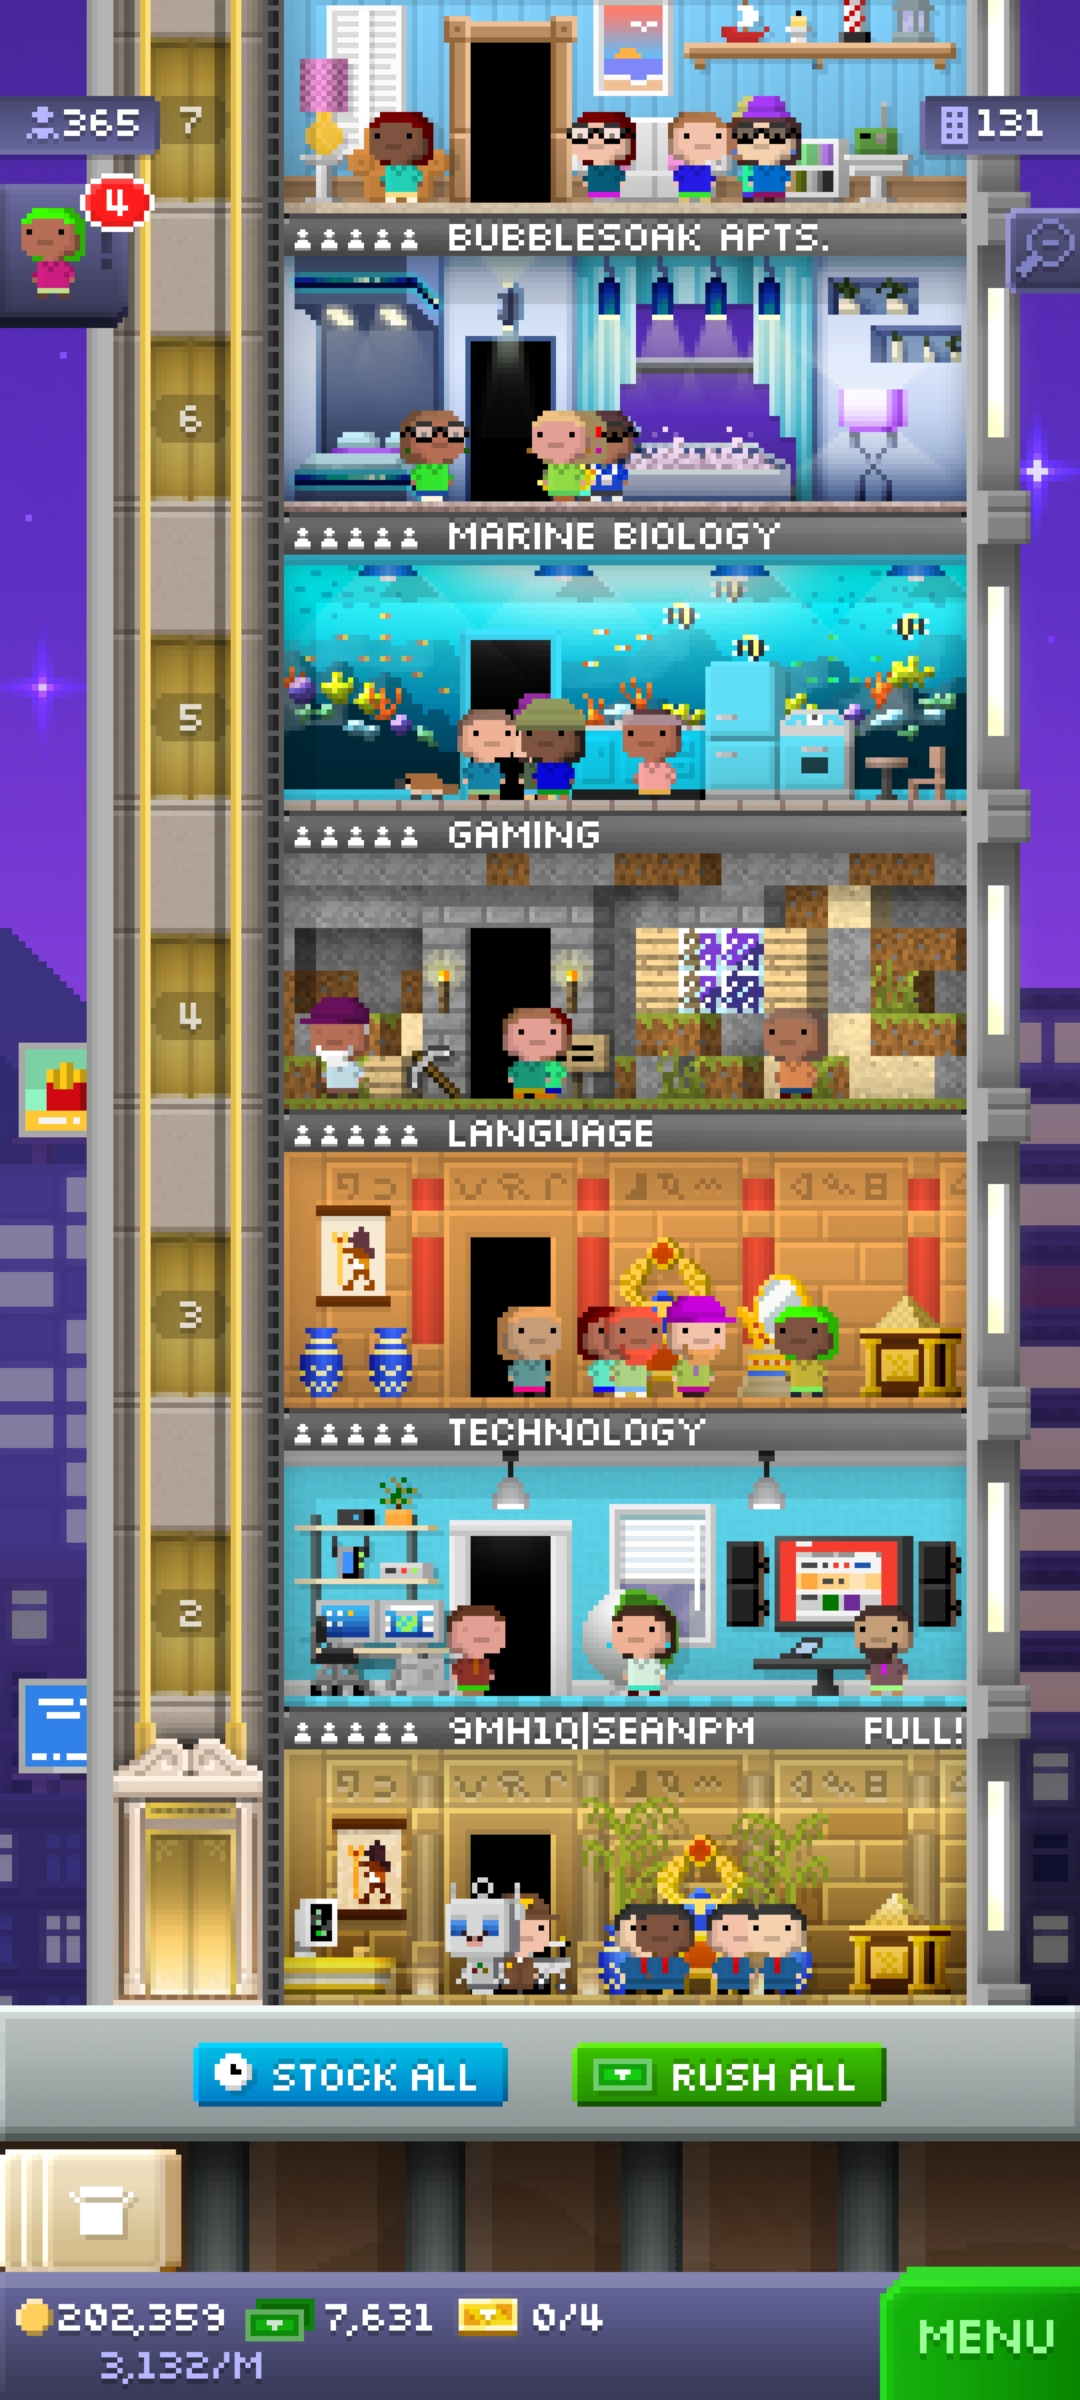 7
365
131
4
BUBBLESOAK APTS.
6
MARINE BIOLOGY
5
GAMING
4
LANGUAGE
3
TECHNOLOGY
2
9MH1Q|SEANPM FULL!
STOCK ALL
RUSH ALL
202,359 7,631 0/4
3,132/M
MENU